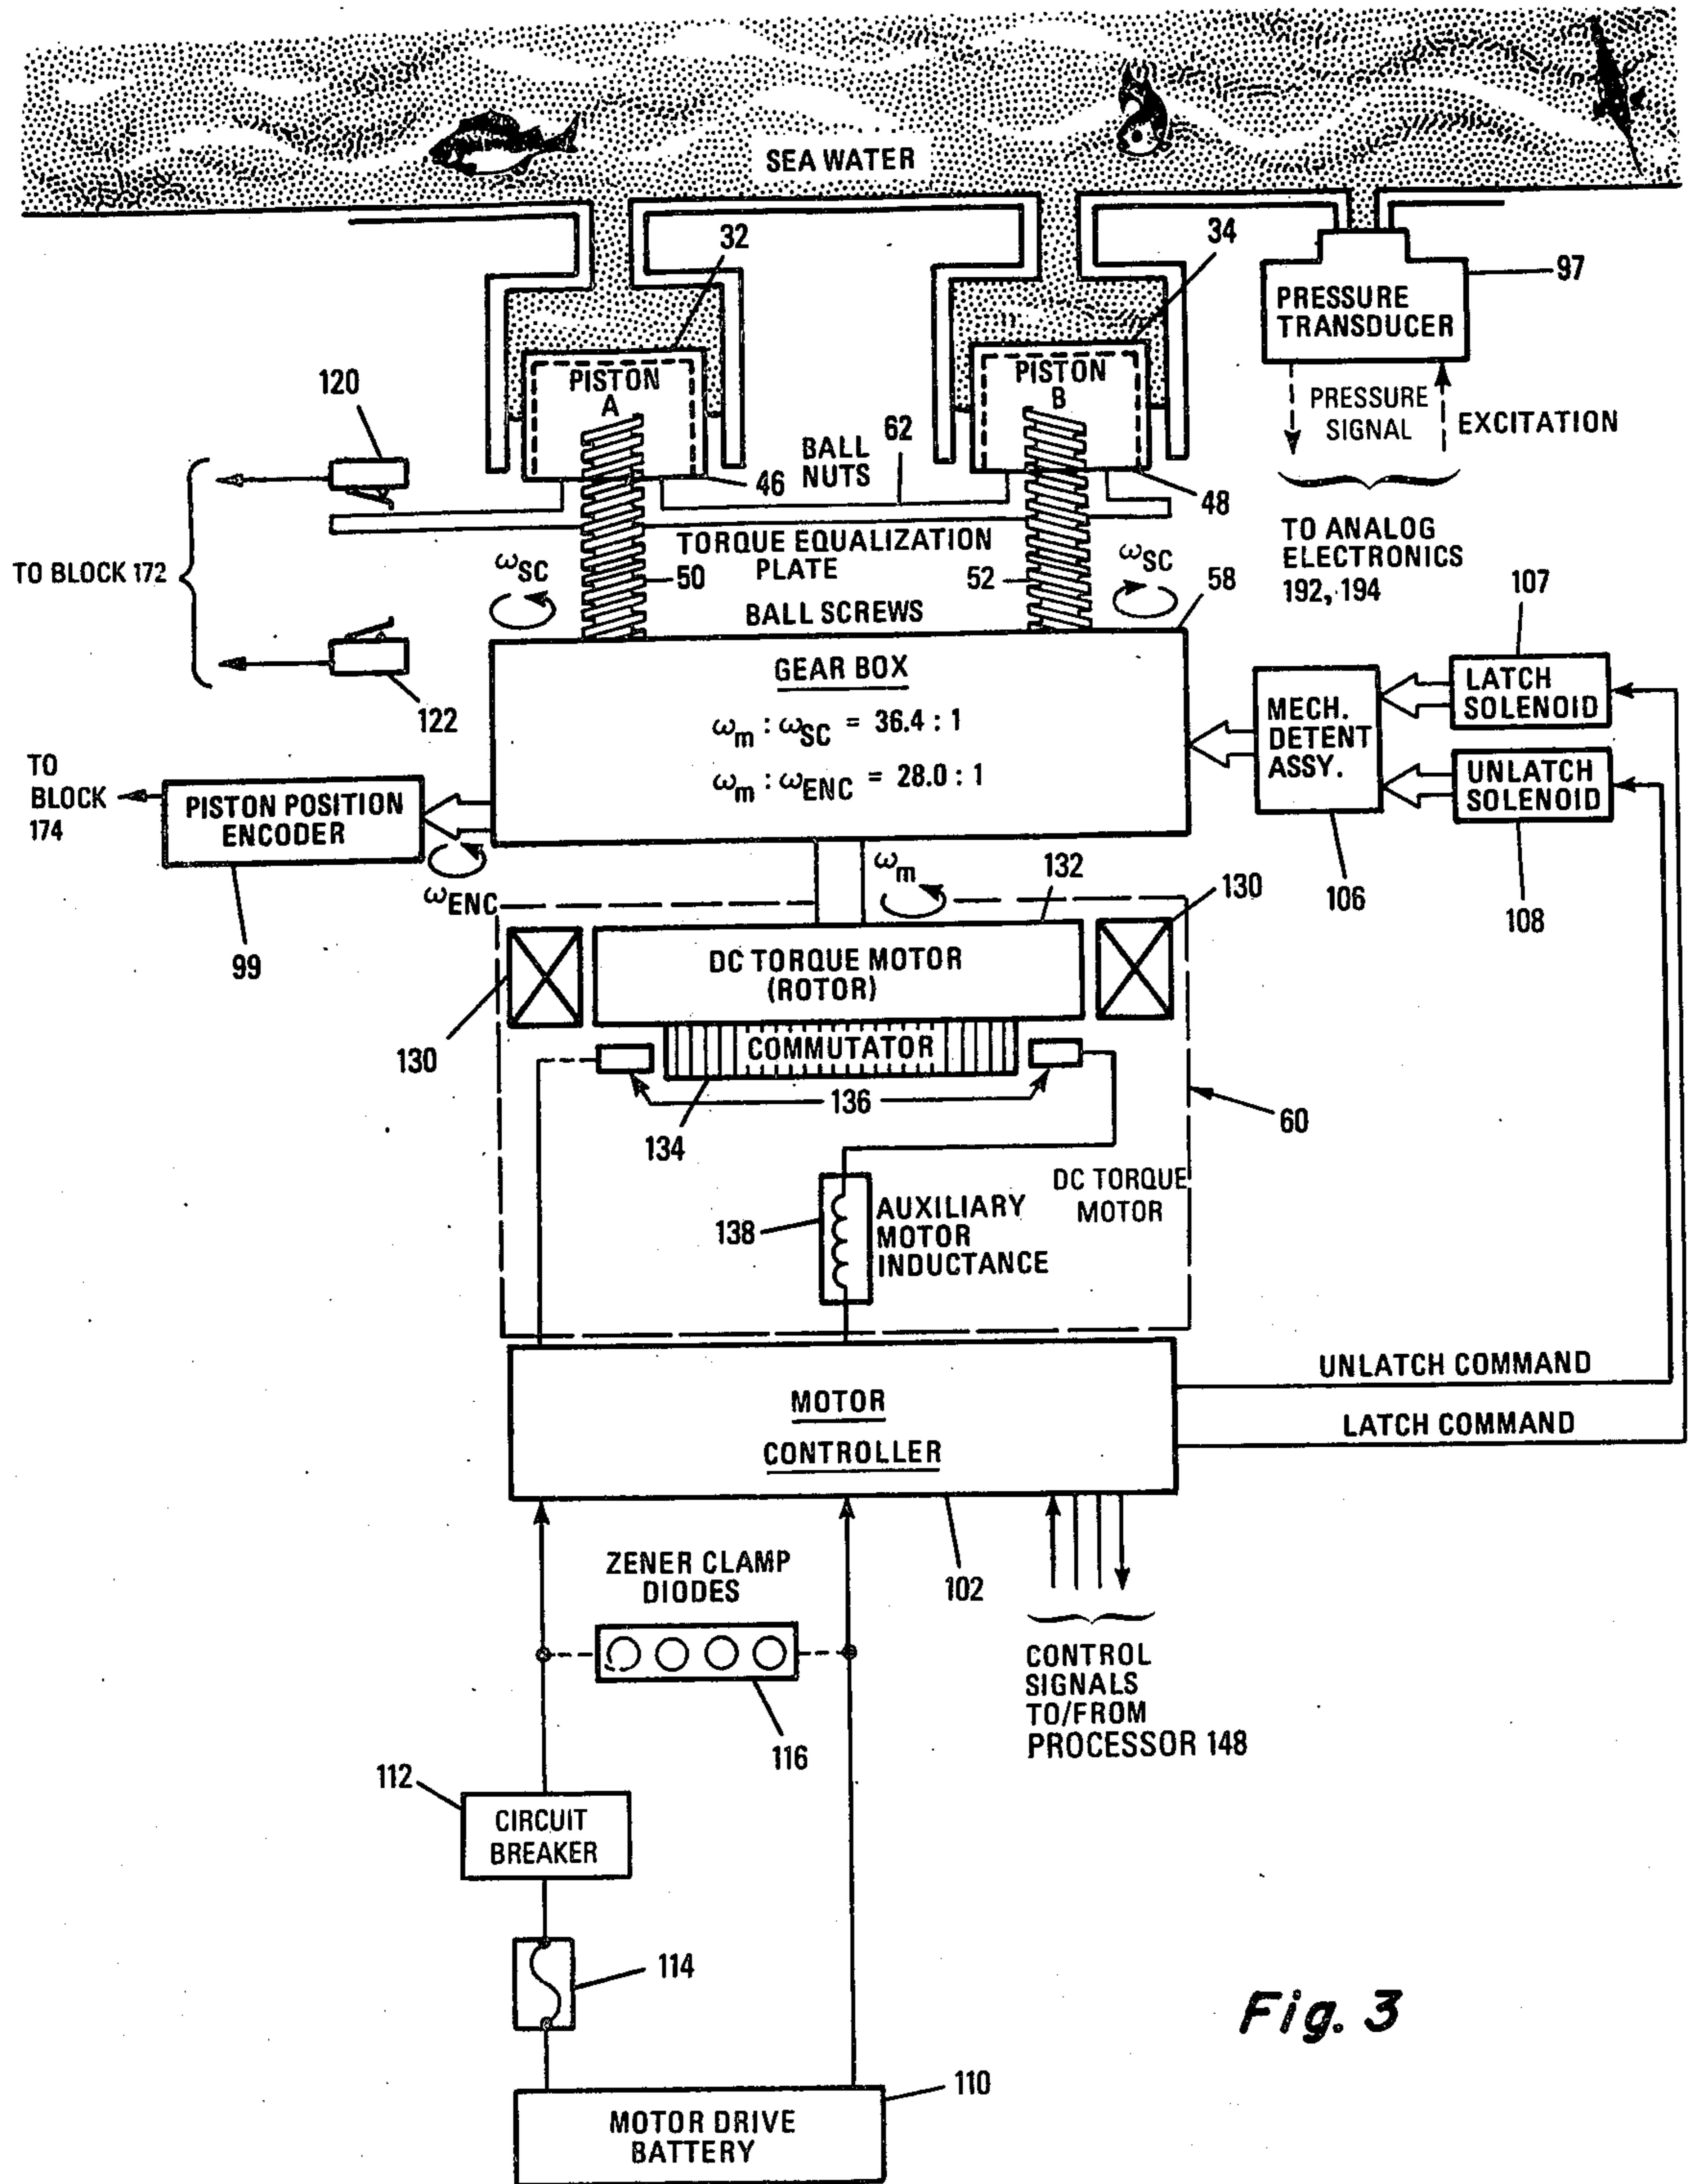 SEA WATER
32
34
97
PRESSURE
TRANSDUCER
PISTON
A
PISTON
B
120
PRESSURE
SIGNAL
EXCITATION
BALL
NUTS
62
46
48
TO ANALOG
ELECTRONICS
192, 194
TORQUE EQUALIZATION
PLATE
TO BLOCK 172
ωSC
50
52
ωSC
58
107
BALL SCREWS
122
GEAR BOX
ωm : ωSC = 36.4 : 1
ωm : ωENC = 28.0 : 1
MECH.
DETENT
ASSY.
LATCH
SOLENOID
UNLATCH
SOLENOID
TO
BLOCK
174
PISTON POSITION
ENCODER
ωENC
ωm
132
130
106
108
99
DC TORQUE MOTOR
(ROTOR)
130
COMMUTATOR
136
134
60
DC TORQUE
MOTOR
138
AUXILIARY
MOTOR
INDUCTANCE
UNLATCH COMMAND
MOTOR
CONTROLLER
LATCH COMMAND
ZENER CLAMP
DIODES
102
116
CONTROL
SIGNALS
TO/FROM
PROCESSOR 148
112
CIRCUIT
BREAKER
114
Fig. 3
110
MOTOR DRIVE
BATTERY